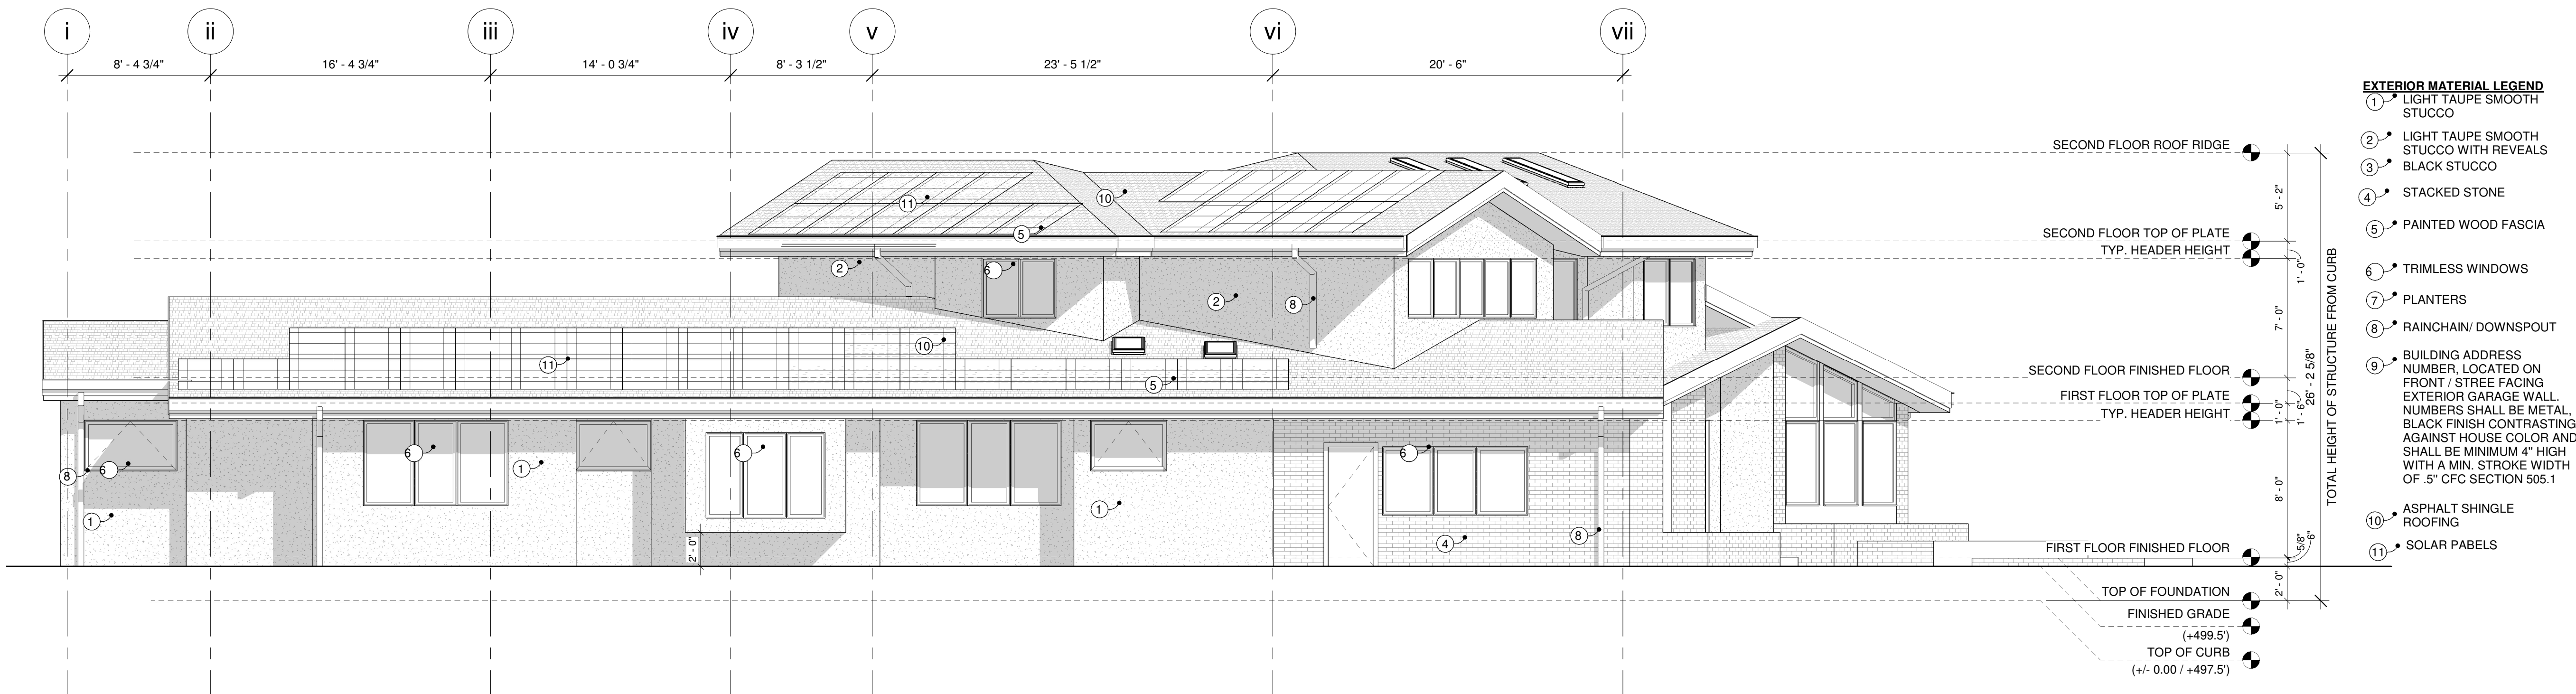 i ii iii iv v vi vii
8' - 4 3/4" 16' - 4 3/4" 14' - 0 3/4" 8' - 3 1/2" 23' - 5 1/2" 20' - 6"
EXTERIOR MATERIAL LEGEND
1 LIGHT TAUPE SMOOTH
STUCCO
2 LIGHT TAUPE SMOOTH
STUCCO WITH REVEALS
3 BLACK STUCCO
4 STACKED STONE
5 PAINTED WOOD FASCIA
6 TRIMLESS WINDOWS
7 PLANTERS
8 RAINCHAIN/ DOWNSPOUT
9 BUILDING ADDRESS
NUMBER, LOCATED ON
FRONT / STREE FACING
EXTERIOR GARAGE WALL.
NUMBERS SHALL BE METAL,
BLACK FINISH CONTRASTING
AGAINST HOUSE COLOR AND
SHALL BE MINIMUM 4" HIGH
WITH A MIN. STROKE WIDTH
OF .5" CFC SECTION 505.1
10 ASPHALT SHINGLE
ROOFING
11 SOLAR PABELS
SECOND FLOOR ROOF RIDGE
5' - 2"
SECOND FLOOR TOP OF PLATE
TYP. HEADER HEIGHT
1' - 0"
7' - 0"
SECOND FLOOR FINISHED FLOOR
FIRST FLOOR TOP OF PLATE
TYP. HEADER HEIGHT
1' - 6"
1' - 0"
8' - 0"
FIRST FLOOR FINISHED FLOOR
5/8"
6"
2' - 0"
TOP OF FOUNDATION
FINISHED GRADE
(+499.5')
TOP OF CURB
(+/- 0.00 / +497.5')
26' - 2 5/8"
TOTAL HEIGHT OF STRUCTURE FROM CURB
11
10
5
2
6
2
8
10
11
5
8
6
6
1
6
1
1
6
4
8
2' - 0"